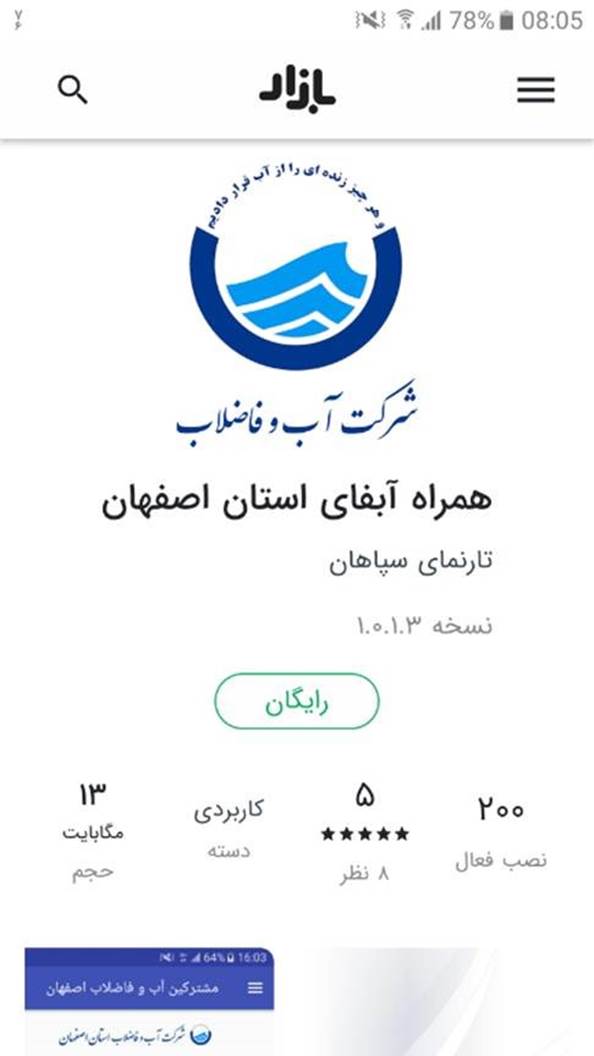 78% 08:05
بازار
و هر چیز زنده ای را از آب قرار دادیم
شرکت آب و فاضلاب
همراه آبفای استان اصفهان
تارنمای سپاهان
نسخه ۱.۰.۱.۳
رایگان
۲۰۰
نصب فعال
۵
★★★★★
۸ نظر
کاربردی
دسته
۱۳
مگابایت
حجم
64% 16:03
مشترکین آب و فاضلاب اصفهان
شرکت آب و فاضلاب استان اصفهان